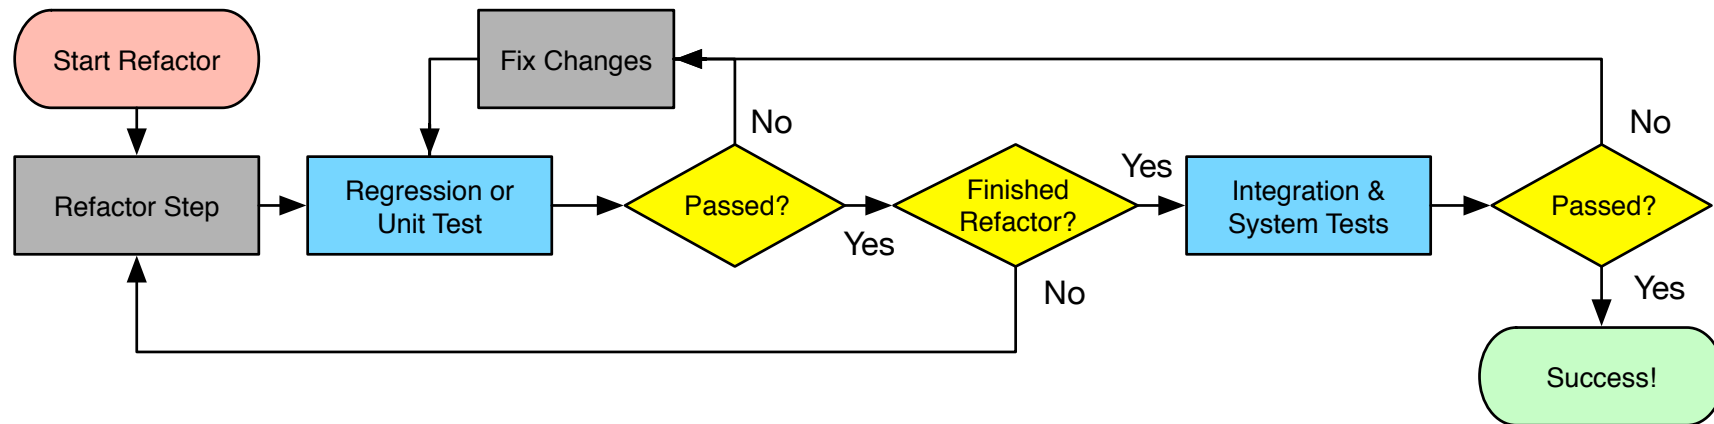 Start Refactor
Fix Changes
No
No
Refactor Step
Regression or
Unit Test
Passed?
Yes
Finished
Refactor?
Yes
Integration &
System Tests
Passed?
No
Yes
Success!